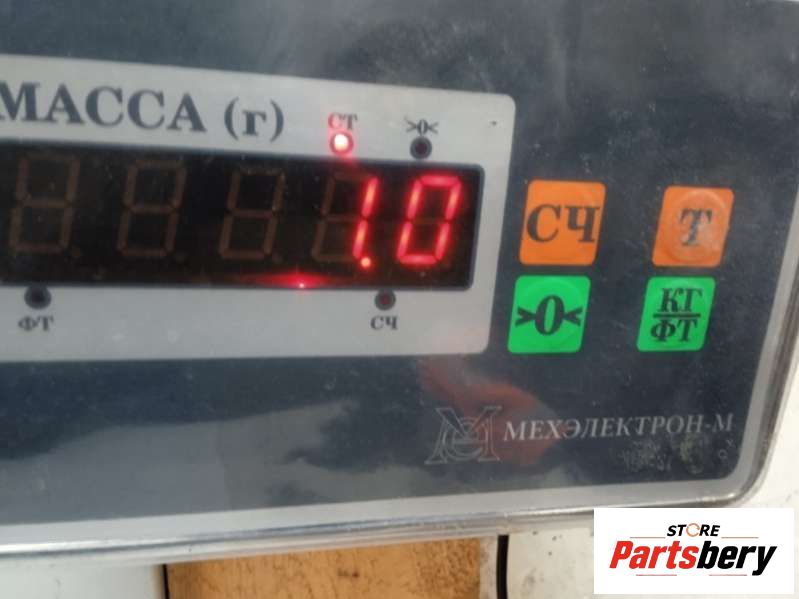 МАССА (г)
СТ >0<
1.0
ФТ СЧ
СЧ Т
>0< КГ
ФТ
МЕХЭЛЕКТРОН-М
STORE
Partsbery